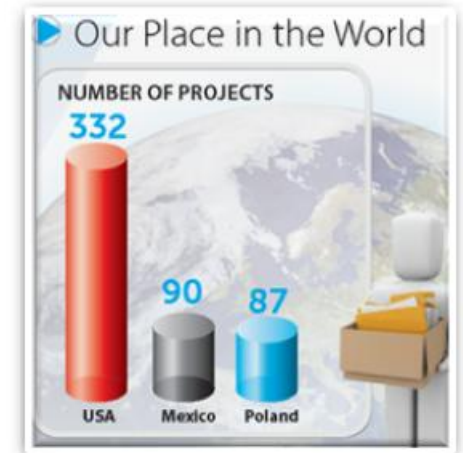 Our Place in the World
NUMBER OF PROJECTS
332
90
87
USA Mexico Poland